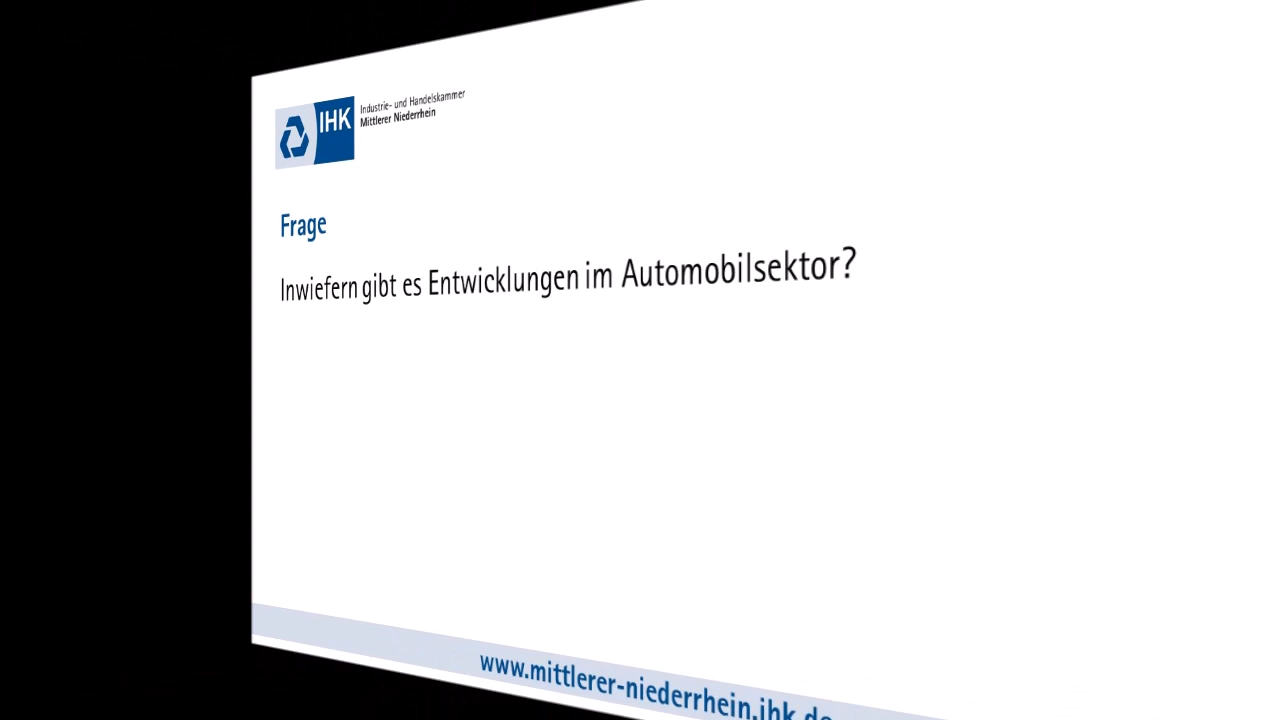 IHK
Industrie- und Handelskammer
Mittlerer Niederrhein
Frage
Inwiefern gibt es Entwicklungen im Automobilsektor?
www.mittlerer-niederrhein.ihk.de